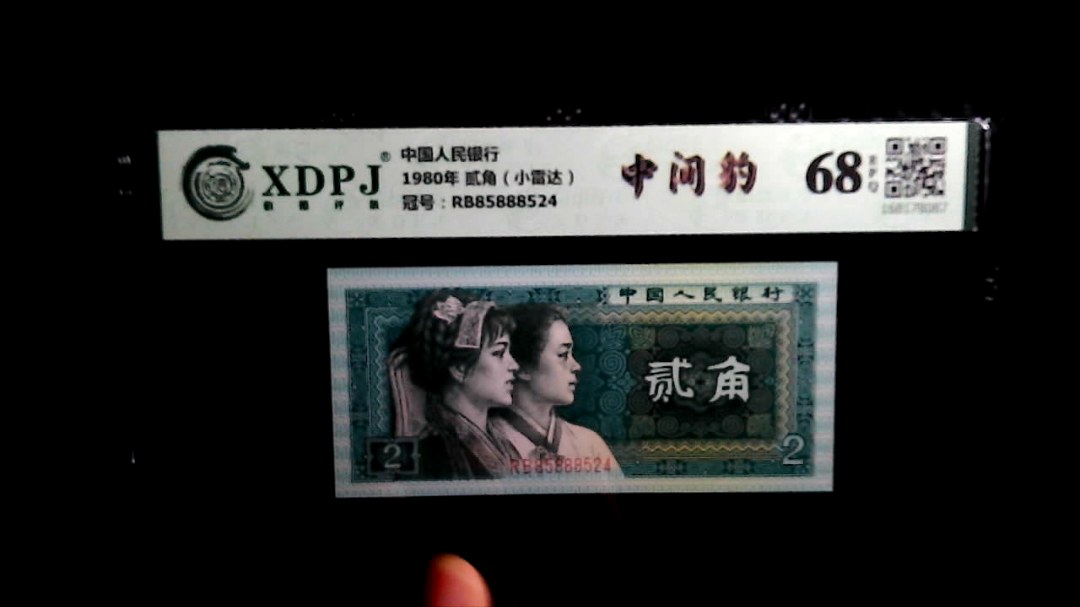 XDPJ®
中国人民银行
1980年 贰角（小雷达）
冠号：RB85888524
中间豹
68
EPQ
中国人民银行
贰角
2
2
RB85888524